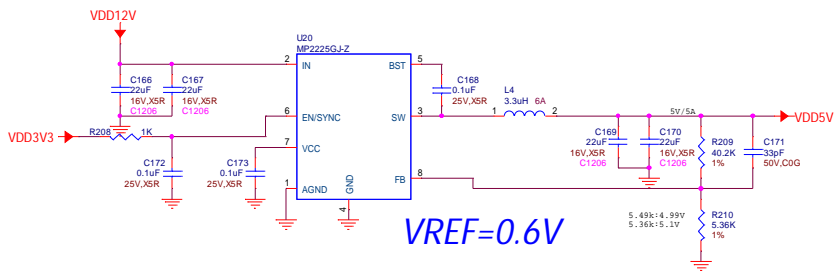 VDD12V
U20
MP2225GJ-Z
2
IN
BST
5
C166
22uF
16V,X5R
C1206
C167
22uF
16V,X5R
C1206
C168
0.1uF
25V,X5R
L4
3.3uH 6A
1
2
5V/5A
VDD5V
6
EN/SYNC
SW
3
VDD3V3
R208
1K
7
VCC
C169
22uF
16V,X5R
C1206
C170
22uF
16V,X5R
C1206
R209
40.2K
1%
C171
33pF
50V,C0G
C172
0.1uF
25V,X5R
C173
0.1uF
25V,X5R
1
AGND
GND
4
FB
8
VREF=0.6V
5.49k:4.99V
5.36k:5.1V
R210
5.36K
1%